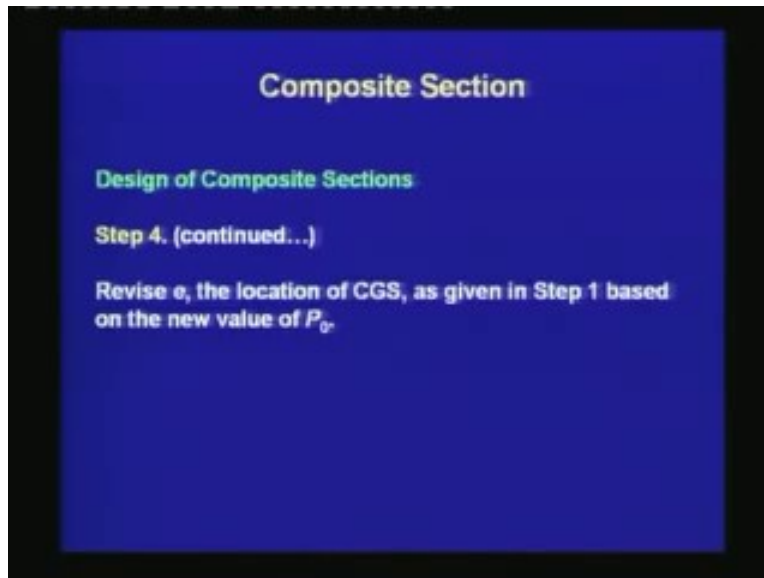 Composite Section
Design of Composite Sections
Step 4. (continued...)
Revise e, the location of CGS, as given in Step 1 based
on the new value of P₀.